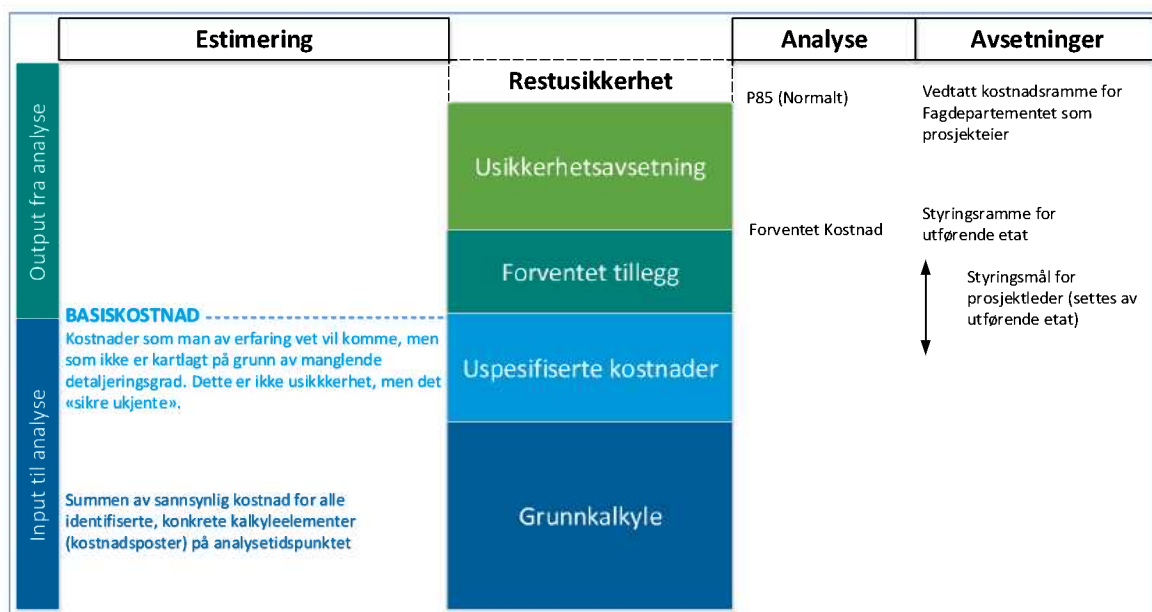 Estimering
Analyse
Avsetninger
Restusikkerhet
Output fra analyse
Input til analyse
Usikkerhetsavsetning
Forventet tillegg
Uspesifiserte kostnader
Grunnkalkyle
BASISKOSTNAD
Kostnader som man av erfaring vet vil komme, men
som ikke er kartlagt på grunn av manglende
detaljeringsgrad. Dette er ikke usikkkerhet, men det
«sikre ukjente».
Summen av sannsynlig kostnad for alle
identifiserte, konkrete kalkyleelementer
(kostnadsposter) på analysetidspunktet
P85 (Normalt)
Forventet Kostnad
Vedtatt kostnadsramme for
Fagdepartementet som
prosjekteier
Styringsramme for
utførende etat
Styringsmål for
prosjektleder (settes av
utførende etat)